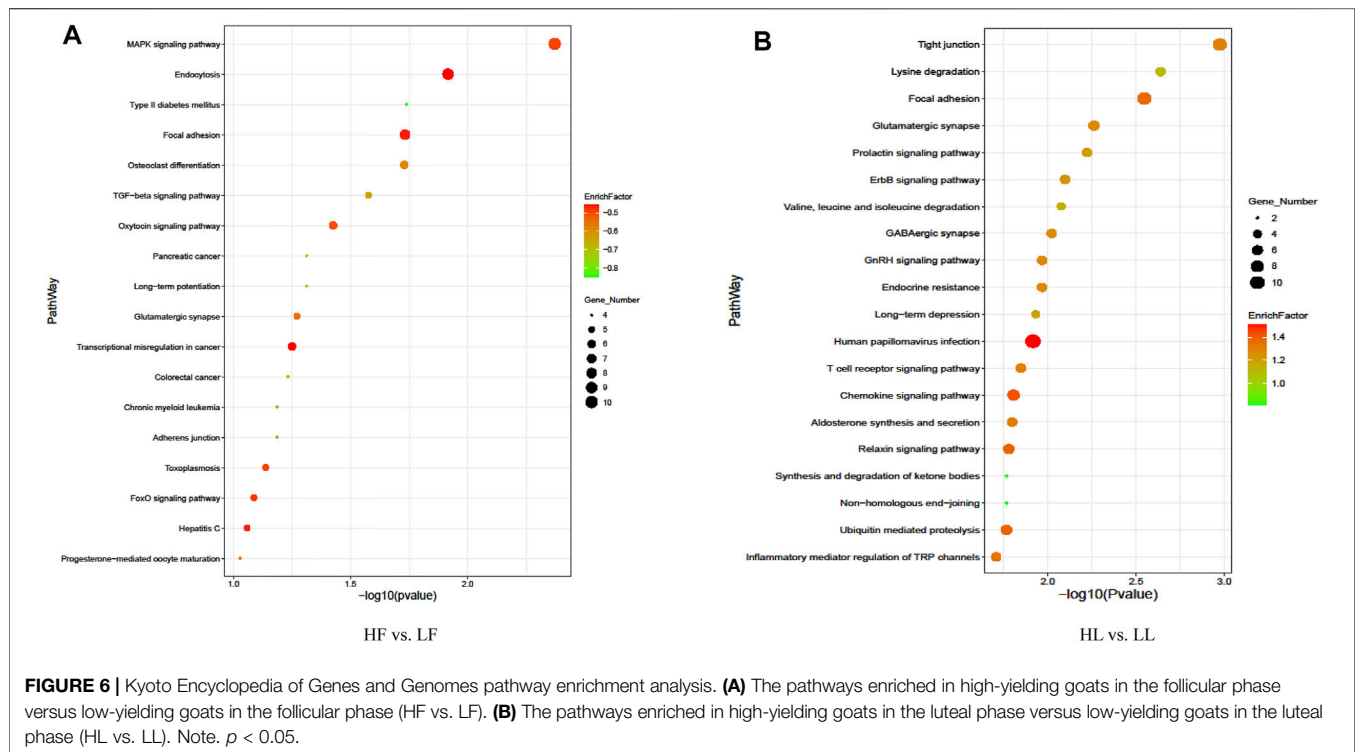 A
MAPK signaling pathway
Endocytosis
Type II diabetes mellitus
Focal adhesion
Osteoclast differentiation
TGF-beta signaling pathway
Oxytocin signaling pathway
Pancreatic cancer
Long-term potentiation
Glutamatergic synapse
Transcriptional misregulation in cancer
Colorectal cancer
Chronic myeloid leukemia
Adherens junction
Toxoplasmosis
FoxO signaling pathway
Hepatitis C
Progesterone-mediated oocyte maturation
PathWay
1.0 1.5 2.0
-log10(pvalue)
EnrichFactor
-0.5
-0.6
-0.7
-0.8
Gene_Number
4
5
6
7
8
9
10
HF vs. LF
B
Tight junction
Lysine degradation
Focal adhesion
Glutamatergic synapse
Prolactin signaling pathway
ErbB signaling pathway
Valine, leucine and isoleucine degradation
GABAergic synapse
GnRH signaling pathway
Endocrine resistance
Long-term depression
Human papillomavirus infection
T cell receptor signaling pathway
Chemokine signaling pathway
Aldosterone synthesis and secretion
Relaxin signaling pathway
Synthesis and degradation of ketone bodies
Non-homologous end-joining
Ubiquitin mediated proteolysis
Inflammatory mediator regulation of TRP channels
PathWay
2.0 2.5 3.0
-log10(Pvalue)
Gene_Number
2
4
6
8
10
EnrichFactor
1.4
1.2
1.0
HL vs. LL
FIGURE 6 | Kyoto Encyclopedia of Genes and Genomes pathway enrichment analysis. (A) The pathways enriched in high-yielding goats in the follicular phase
versus low-yielding goats in the follicular phase (HF vs. LF). (B) The pathways enriched in high-yielding goats in the luteal phase versus low-yielding goats in the luteal
phase (HL vs. LL). Note. p < 0.05.